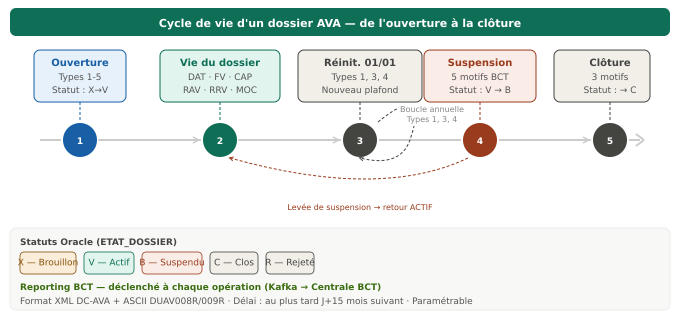 Cycle de vie d'un dossier AVA — de l'ouverture à la clôture
Ouverture
Types 1-5
Statut : X→V
Vie du dossier
DAT · FV · CAP
RAV · RRV · MOC
Réinit. 01/01
Types 1, 3, 4
Nouveau plafond
Suspension
5 motifs BCT
Statut : V → B
Clôture
3 motifs
Statut : → C
Boucle annuelle
Types 1, 3, 4
1
2
3
4
5
Levée de suspension → retour ACTIF
Statuts Oracle (ETAT_DOSSIER)
X — Brouillon
V — Actif
B — Suspendu
C — Clos
R — Rejeté
Reporting BCT — déclenché à chaque opération (Kafka → Centrale BCT)
Format XML DC-AVA + ASCII DUAV008R/009R · Délai : au plus tard J+15 mois suivant · Paramétrable